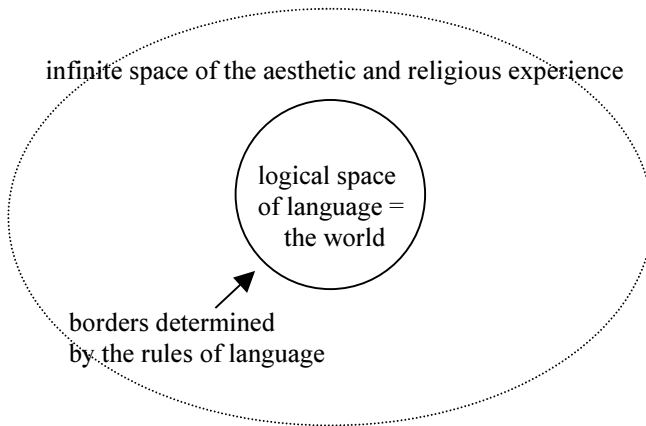 infinite space of the aesthetic and religious experience
logical space
of language =
the world
borders determined
by the rules of language